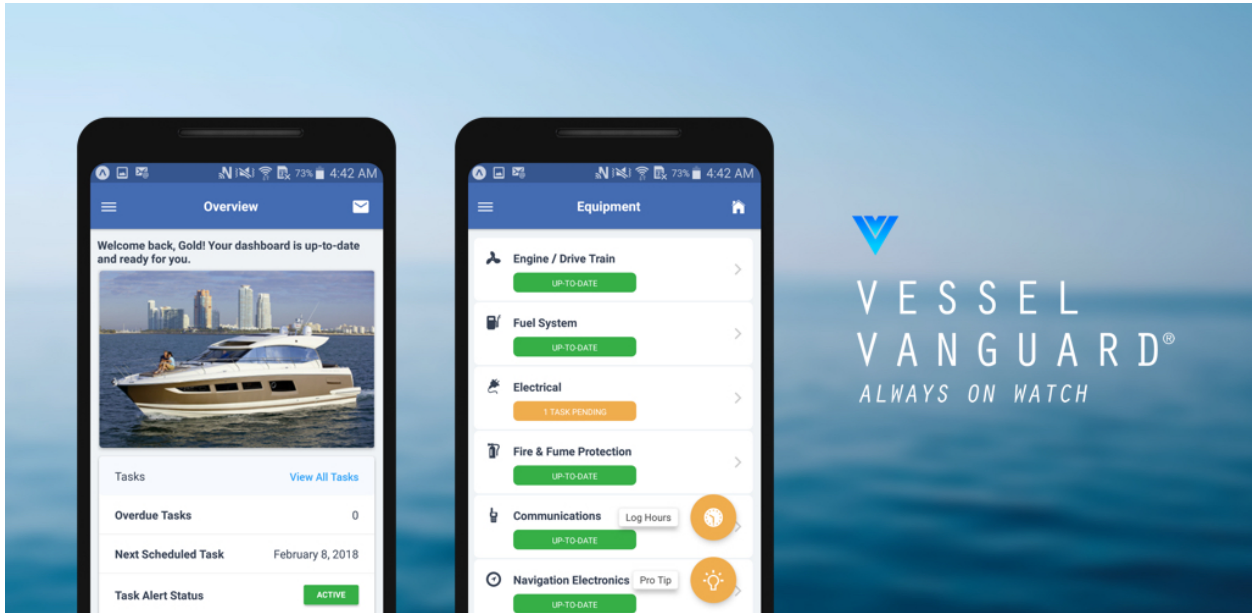 73% 4:42 AM
Overview
Welcome back, Gold! Your dashboard is up-to-date
and ready for you.
Tasks View All Tasks
Overdue Tasks 0
Next Scheduled Task February 8, 2018
Task Alert Status ACTIVE
73% 4:42 AM
Equipment
Engine / Drive Train
UP-TO-DATE
Fuel System
UP-TO-DATE
Electrical
1 TASK PENDING
Fire & Fume Protection
UP-TO-DATE
Communications Log Hours
UP-TO-DATE
Navigation Electronics Pro Tip
UP-TO-DATE
VESSEL
VANGUARD®
ALWAYS ON WATCH